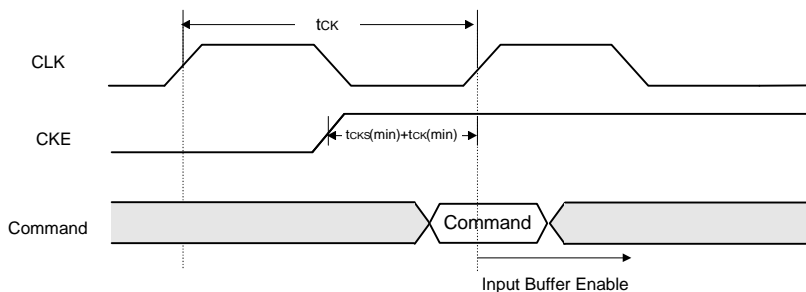 tCK
CLK
CKE
tCKS(min)+tCK(min)
Command
Command
Input Buffer Enable